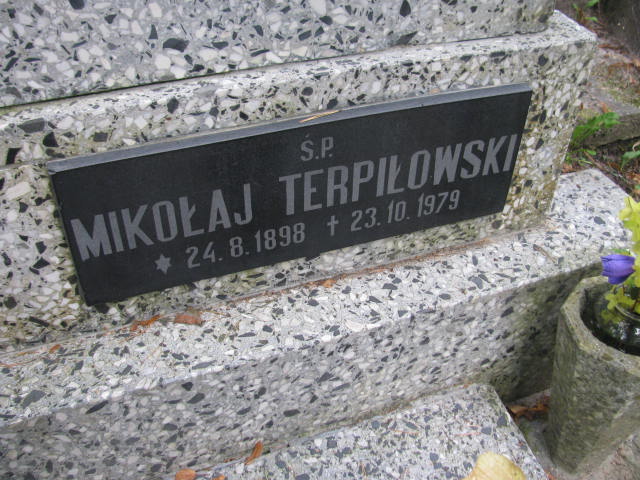 Ś.P.
MIKOŁAJ TERPIŁOWSKI
* 24.8.1898 † 23.10.1979